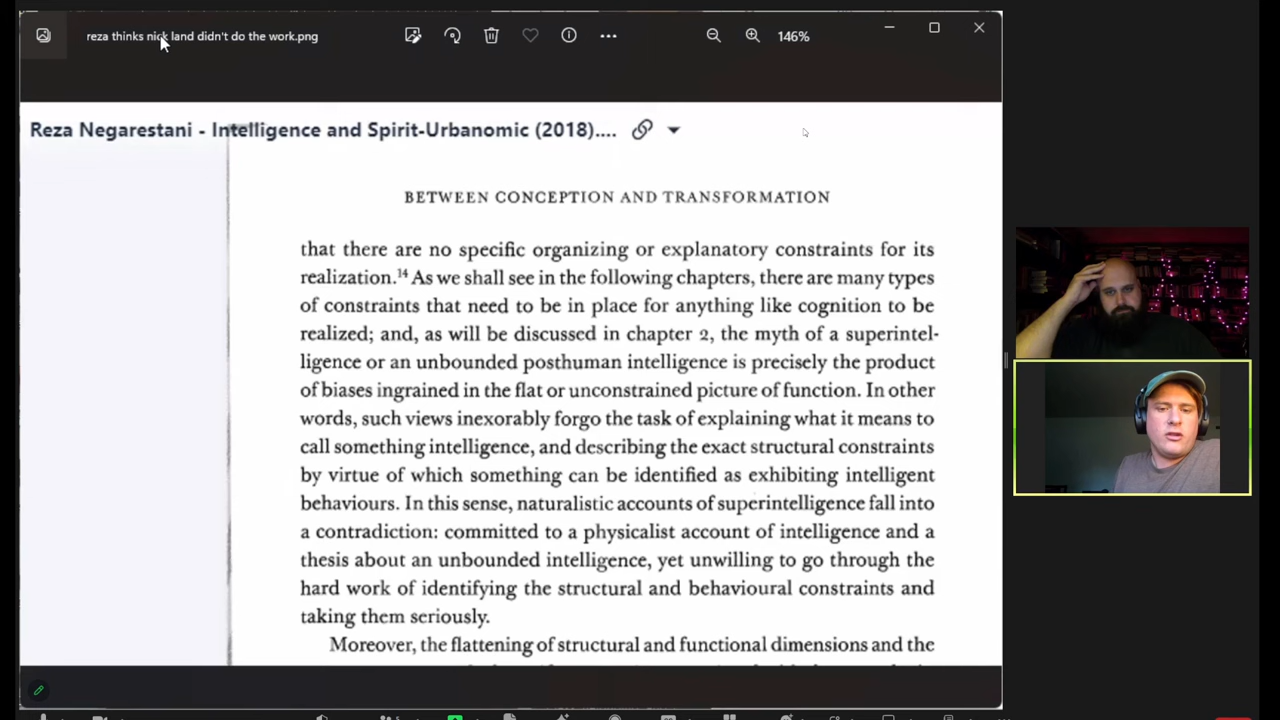 reza thinks nick land didn't do the work.png
146%
Reza Negarestani - Intelligence and Spirit-Urbanomic (2018)....
BETWEEN CONCEPTION AND TRANSFORMATION
that there are no specific organizing or explanatory constraints for its
realization.¹⁴ As we shall see in the following chapters, there are many types
of constraints that need to be in place for anything like cognition to be
realized; and, as will be discussed in chapter 2, the myth of a superintel-
ligence or an unbounded posthuman intelligence is precisely the product
of biases ingrained in the flat or unconstrained picture of function. In other
words, such views inexorably forgo the task of explaining what it means to
call something intelligence, and describing the exact structural constraints
by virtue of which something can be identified as exhibiting intelligent
behaviours. In this sense, naturalistic accounts of superintelligence fall into
a contradiction: committed to a physicalist account of intelligence and a
thesis about an unbounded intelligence, yet unwilling to go through the
hard work of identifying the structural and behavioural constraints and
taking them seriously.
Moreover, the flattening of structural and functional dimensions and the